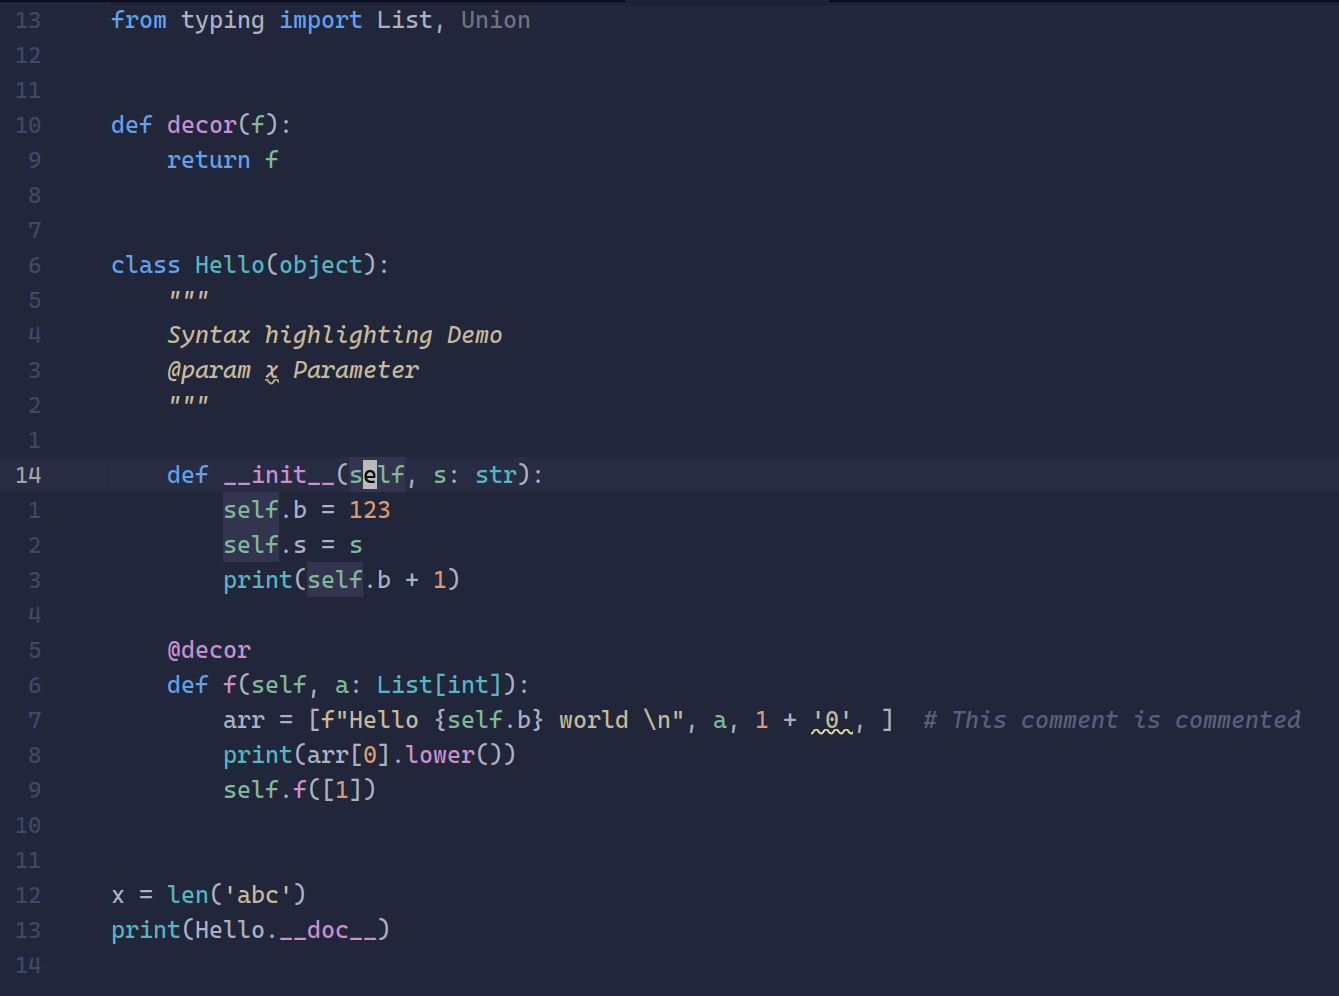 13 from typing import List, Union
12
11
10 def decor(f):
9 return f
8
7
6 class Hello(object):
5 """
4 Syntax highlighting Demo
3 @param x Parameter
2 """
1
14 def __init__(self, s: str):
1 self.b = 123
2 self.s = s
3 print(self.b + 1)
4
5 @decor
6 def f(self, a: List[int]):
7 arr = [f"Hello {self.b} world \n", a, 1 + '0', ]  # This comment is commented
8 print(arr[0].lower())
9 self.f([1])
10
11
12 x = len('abc')
13 print(Hello.__doc__)
14